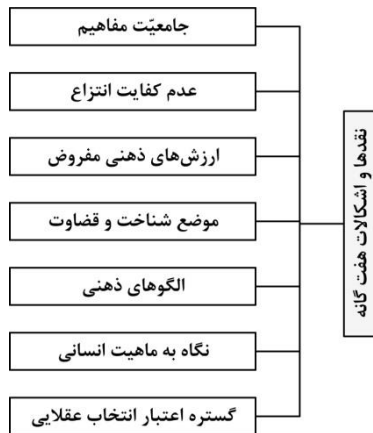 نقدها و اشکالات هفت گانه
جامعیّت مفاهیم
عدم کفایت انتزاع
ارزش‌های ذهنی مفروض
موضع شناخت و قضاوت
الگوهای ذهنی
نگاه به ماهیت انسانی
گستره اعتبار انتخاب عقلایی